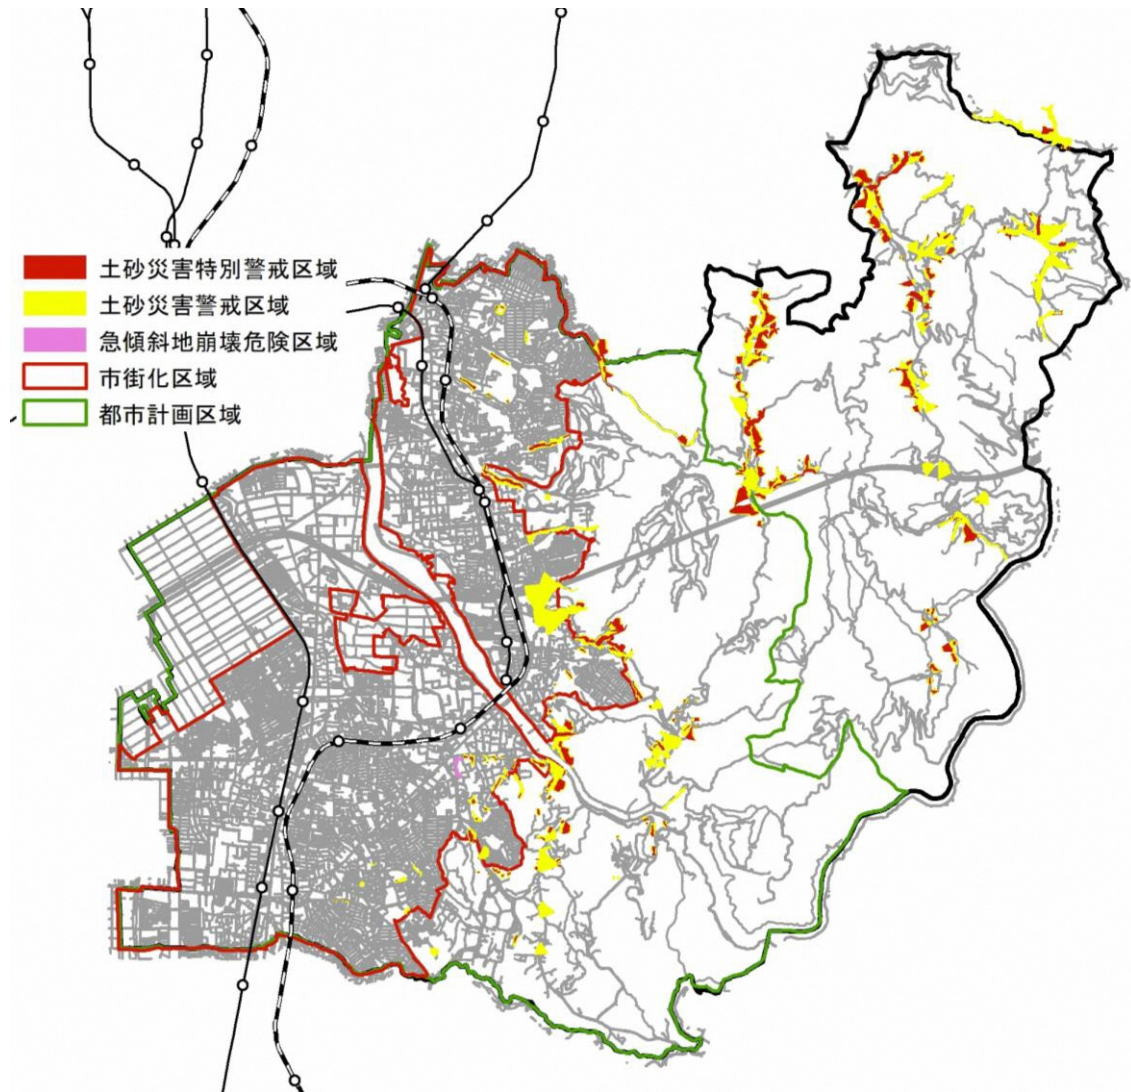 土砂災害特別警戒区域
土砂災害警戒区域
急傾斜地崩壊危険区域
市街化区域
都市計画区域